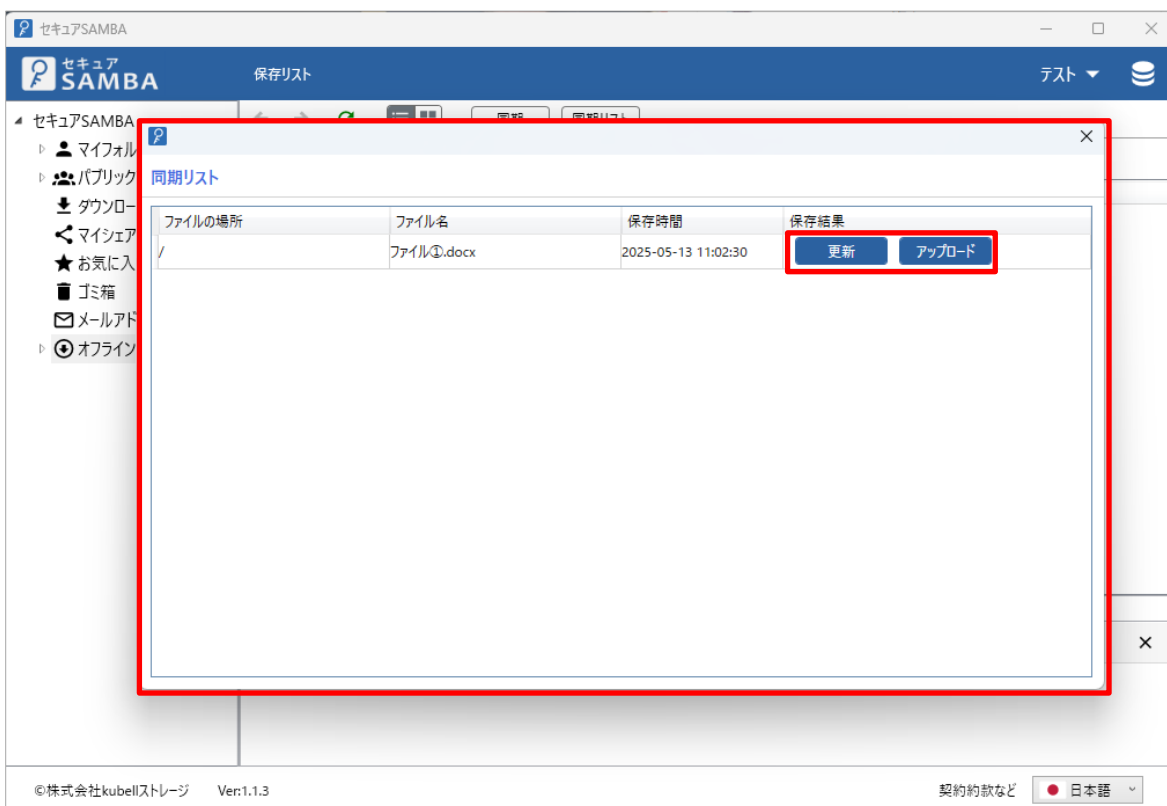 セキュアSAMBA
セキュア
SAMBA
保存リスト
テスト
セキュアSAMBA
マイフォル
パブリック
ダウンロー
マイシェア
お気に入
ゴミ箱
メールアド
オフライン
同期
同期リスト
同期リスト
ファイルの場所 ファイル名 保存時間 保存結果
/ ファイル①.docx 2025-05-13 11:02:30 更新 アップロード
©株式会社kubellストレージ Ver:1.1.3
契約約款など 日本語